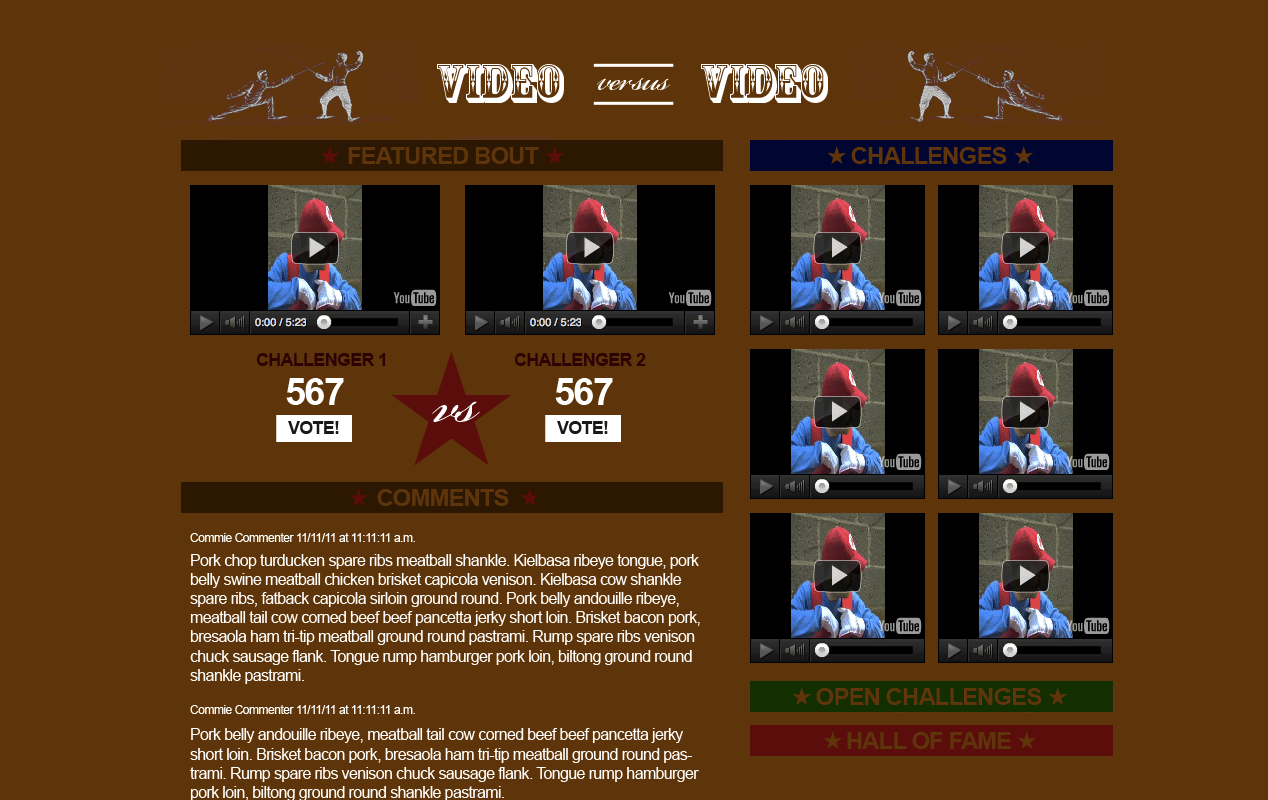 VIDEO versus VIDEO
★ FEATURED BOUT ★
YouTube
0:00 / 5:23
YouTube
0:00 / 5:23
CHALLENGER 1
567
VOTE!
vs
CHALLENGER 2
567
VOTE!
★ COMMENTS ★
Commie Commenter 11/11/11 at 11:11:11 a.m.
Pork chop turducken spare ribs meatball shankle. Kielbasa ribeye tongue, pork
belly swine meatball chicken brisket capicola venison. Kielbasa cow shankle
spare ribs, fatback capicola sirloin ground round. Pork belly andouille ribeye,
meatball tail cow corned beef beef pancetta jerky short loin. Brisket bacon pork,
bresaola ham tri-tip meatball ground round pastrami. Rump spare ribs venison
chuck sausage flank. Tongue rump hamburger pork loin, biltong ground round
shankle pastrami.
Commie Commenter 11/11/11 at 11:11:11 a.m.
Pork belly andouille ribeye, meatball tail cow corned beef beef pancetta jerky
short loin. Brisket bacon pork, bresaola ham tri-tip meatball ground round pas-
trami. Rump spare ribs venison chuck sausage flank. Tongue rump hamburger
pork loin, biltong ground round shankle pastrami.
★ CHALLENGES ★
YouTube
YouTube
YouTube
YouTube
YouTube
YouTube
★ OPEN CHALLENGES ★
★ HALL OF FAME ★